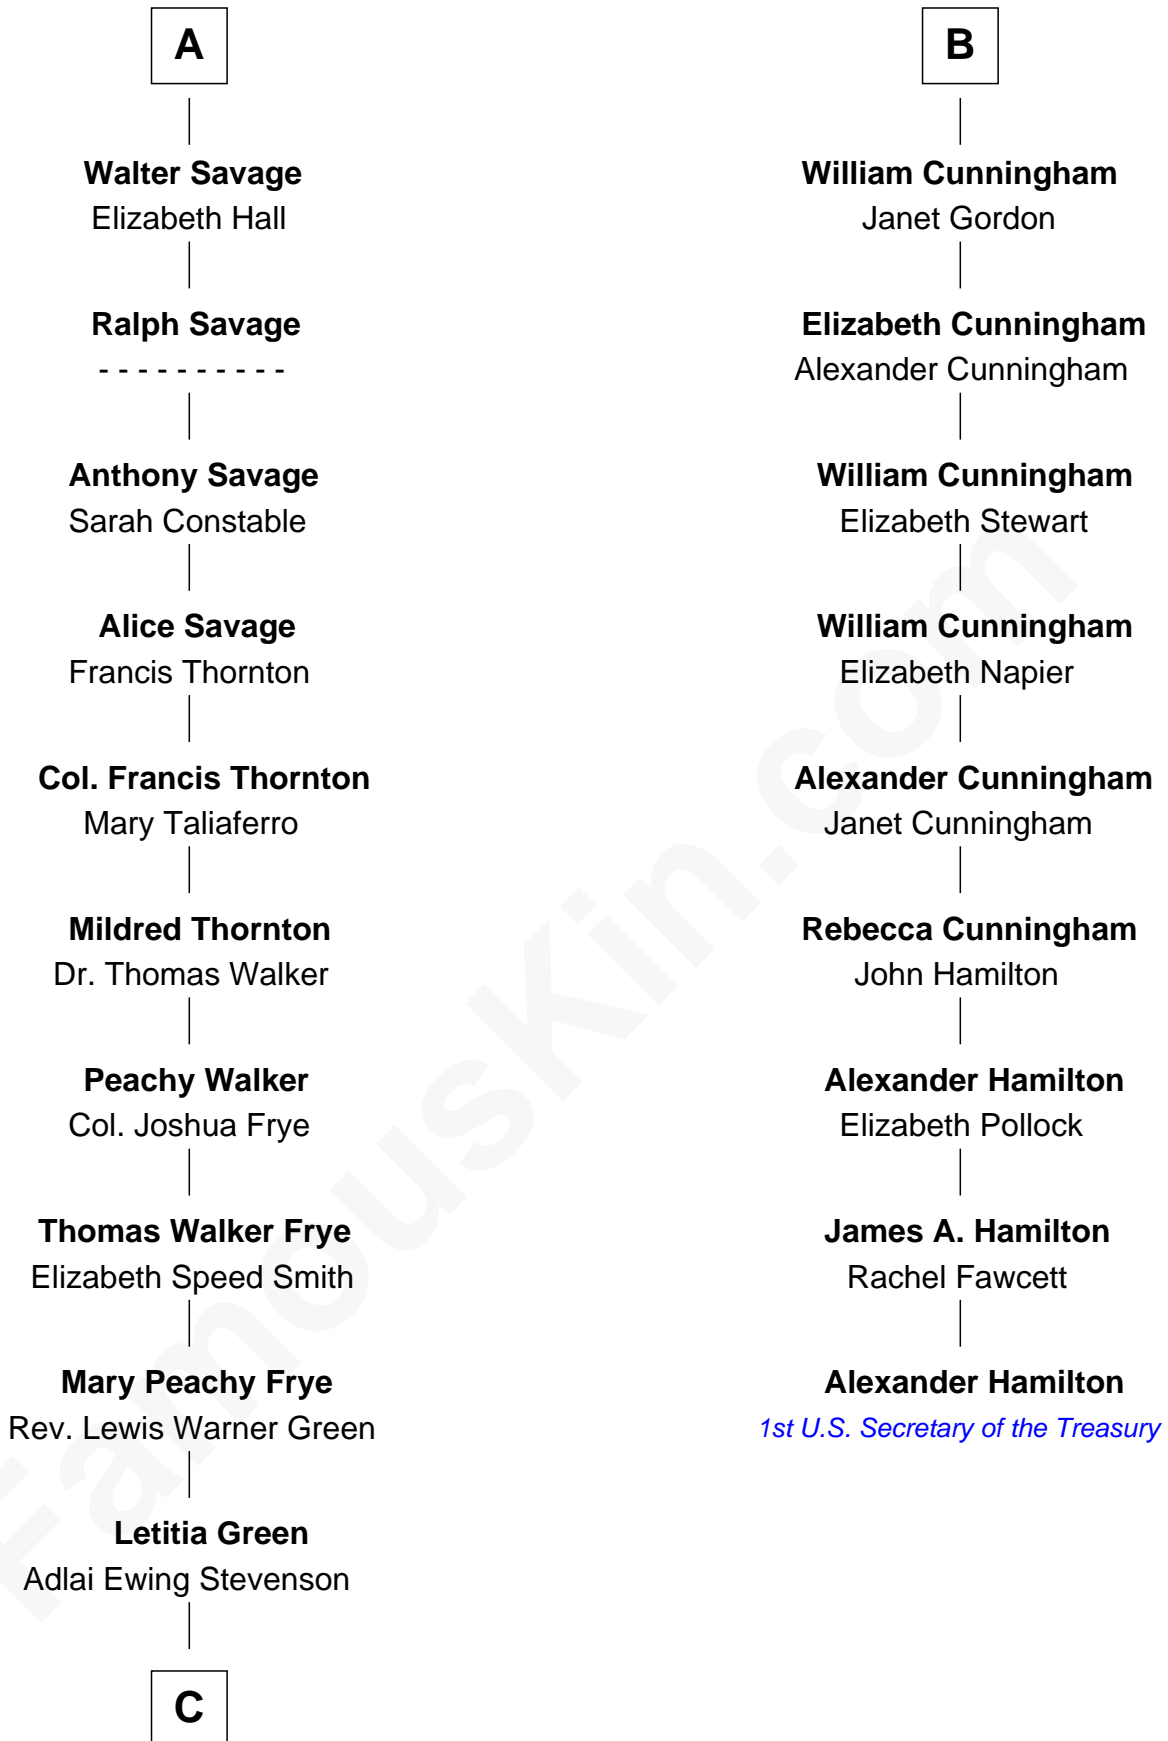 A
Walter Savage
Elizabeth Hall
Ralph Savage
- - - - - - - - - -
Anthony Savage
Sarah Constable
Alice Savage
Francis Thornton
Col. Francis Thornton
Mary Taliaferro
Mildred Thornton
Dr. Thomas Walker
Peachy Walker
Col. Joshua Frye
Thomas Walker Frye
Elizabeth Speed Smith
Mary Peachy Frye
Rev. Lewis Warner Green
Letitia Green
Adlai Ewing Stevenson
C
B
William Cunningham
Janet Gordon
Elizabeth Cunningham
Alexander Cunningham
William Cunningham
Elizabeth Stewart
William Cunningham
Elizabeth Napier
Alexander Cunningham
Janet Cunningham
Rebecca Cunningham
John Hamilton
Alexander Hamilton
Elizabeth Pollock
James A. Hamilton
Rachel Fawcett
Alexander Hamilton
1st U.S. Secretary of the Treasury
FamousKin.com